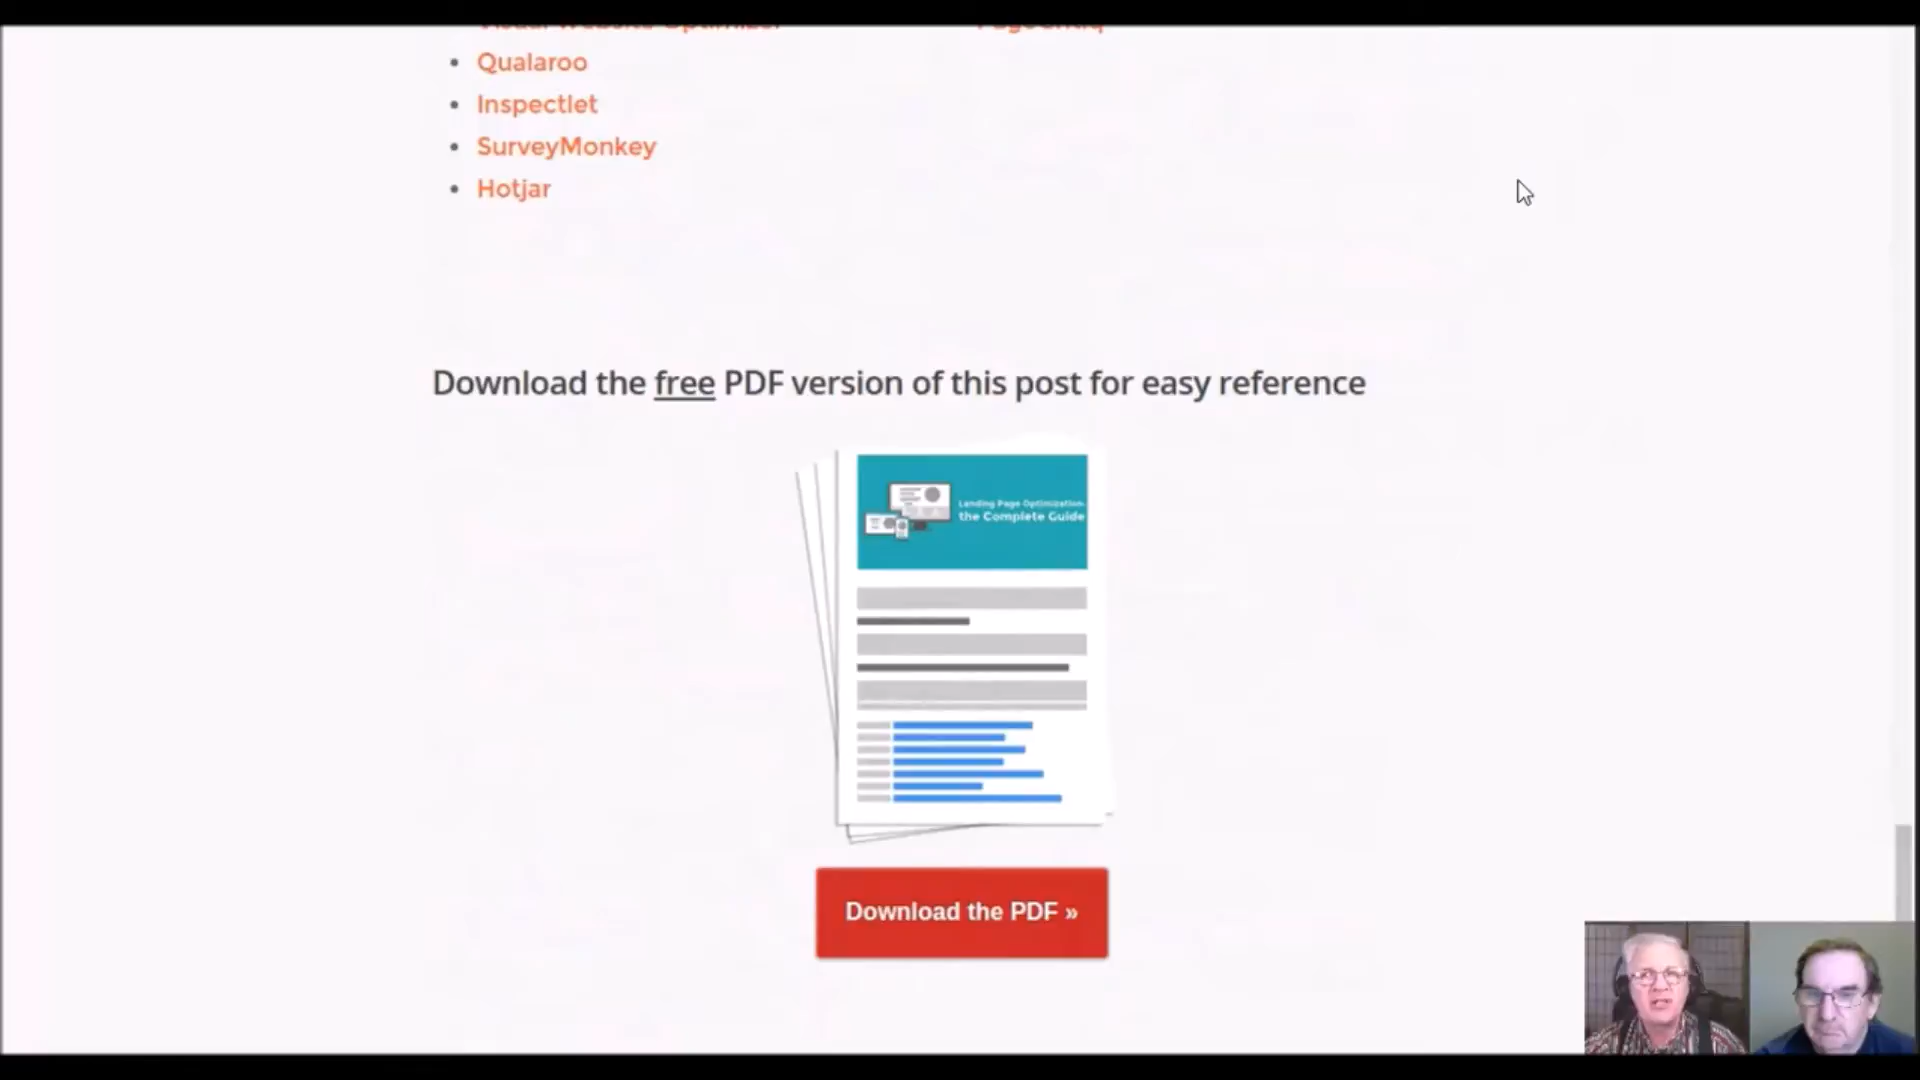 Qualaroo
Inspectlet
SurveyMonkey
Hotjar
Download the free PDF version of this post for easy reference
Landing Page Optimization:
the Complete Guide
Download the PDF »